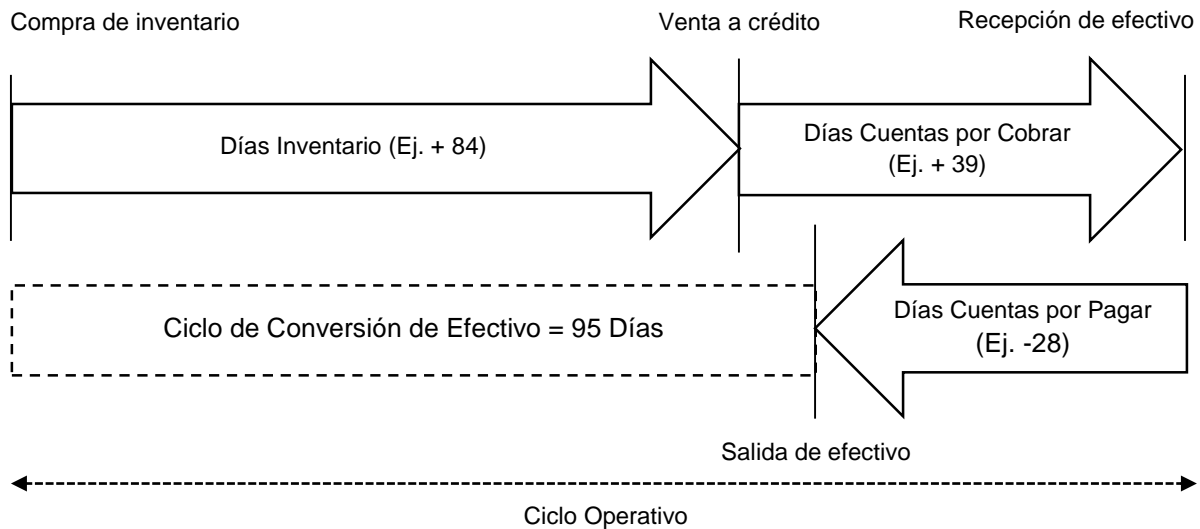 Compra de inventario
Venta a crédito
Recepción de efectivo
Días Inventario (Ej. + 84)
Días Cuentas por Cobrar
(Ej. + 39)
Ciclo de Conversión de Efectivo = 95 Días
Días Cuentas por Pagar
(Ej. -28)
Salida de efectivo
Ciclo Operativo